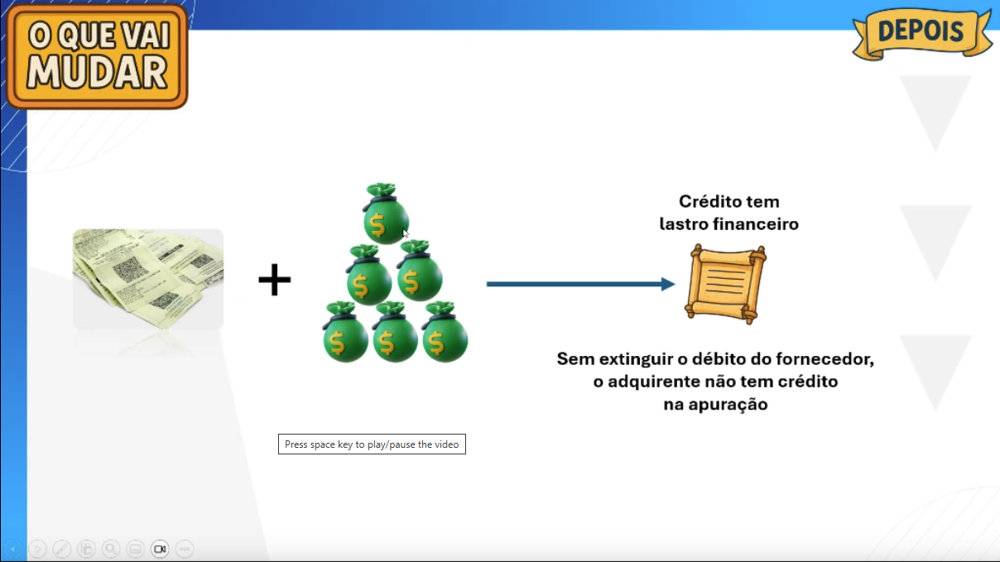 O QUE VAI
MUDAR
DEPOIS
Crédito tem
lastro financeiro
$
$ $
$ $ $
+
Sem extinguir o débito do fornecedor,
o adquirente não tem crédito
na apuração
Press space key to play/pause the video